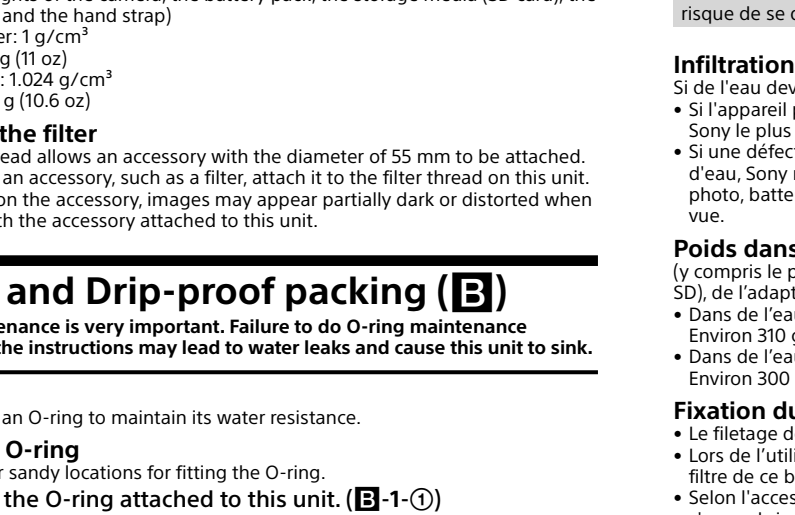 and the hand strap)
: 1 g/cm³
g (11 oz)
: 1.024 g/cm³
g (10.6 oz)
the filter
allows an accessory with the diameter of 55 mm to be attached.
an accessory, such as a filter, attach it to the filter thread on this unit.
on the accessory, images may appear partially dark or distorted when
the accessory attached to this unit.
and Drip-proof packing (B)
is very important. Failure to do O-ring maintenance
the instructions may lead to water leaks and cause this unit to sink.
an O-ring to maintain its water resistance.
O-ring
sandy locations for fitting the O-ring.
the O-ring attached to this unit. (B-1-①)
risque de se
Infiltration
Si de l'eau
• Si l'appareil
Sony le plus
• Si une
d'eau, Sony
photo,
vue.
Poids dans
(y compris le
SD), de l’adapt
• Dans de l’eau
Environ 310 g
• Dans de l’eau
Environ 300
Fixation du
• Le filetage
• Lors de l’utili
filtre de ce
• Selon l'acces